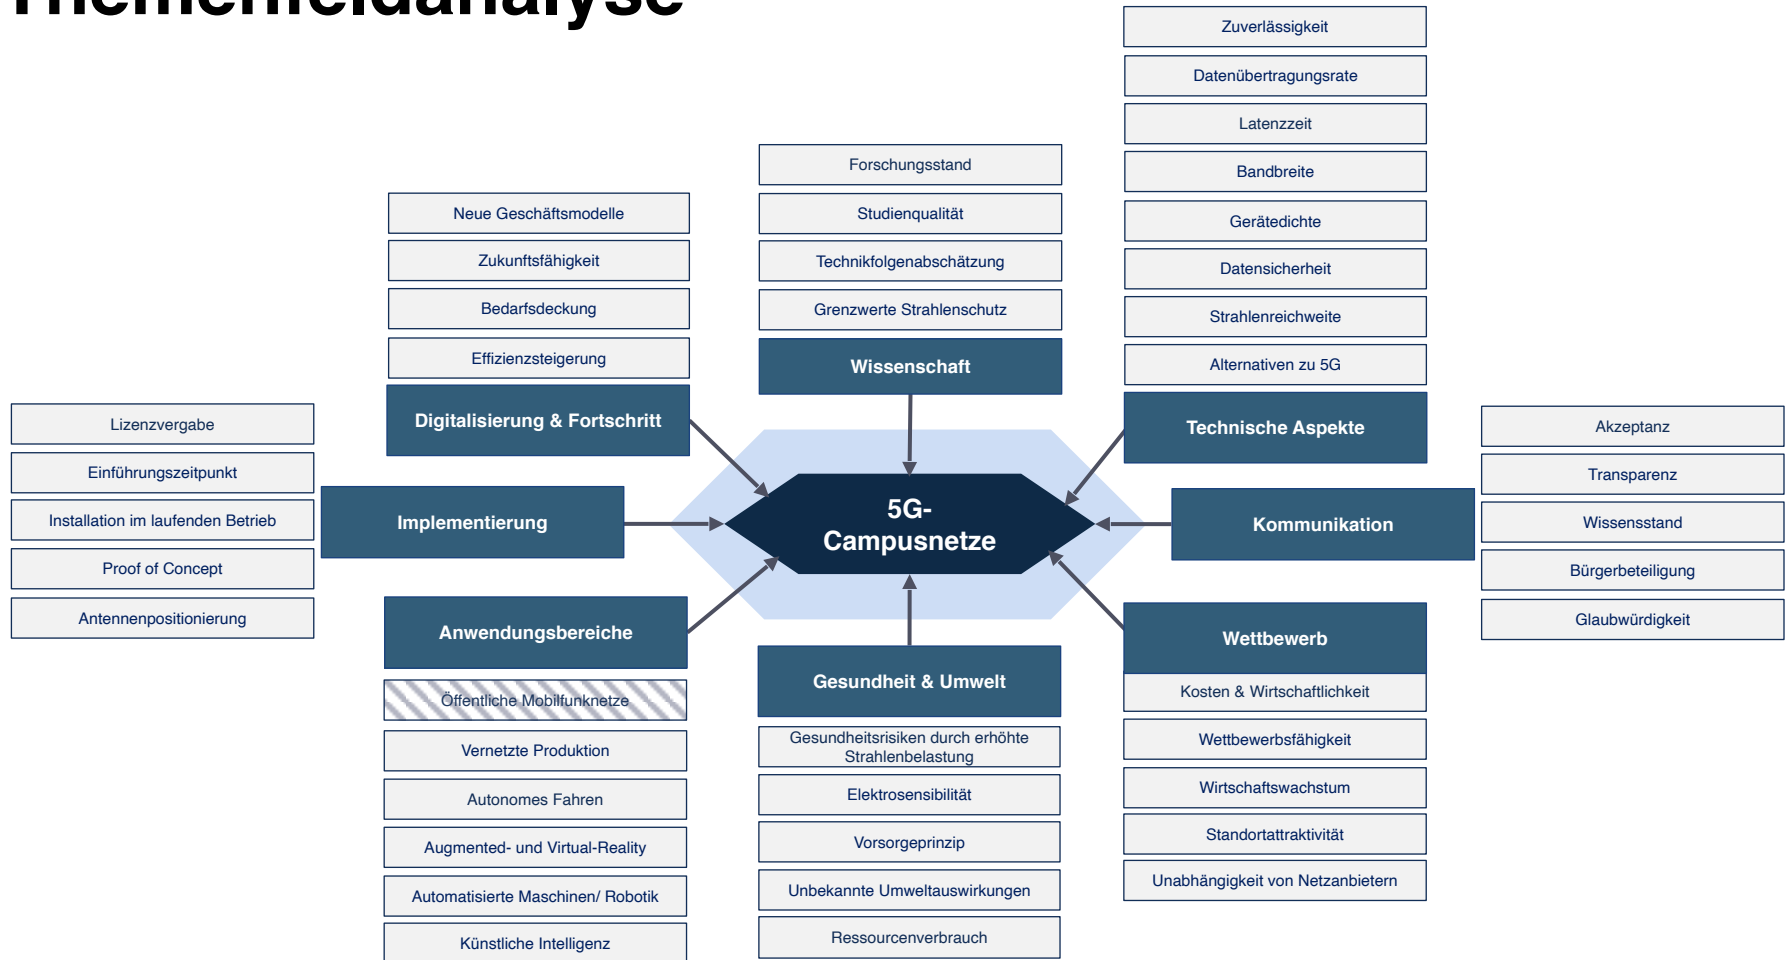 Themenfeldanalyse
Zuverlässigkeit
Datenübertragungsrate
Latenzzeit
Bandbreite
Gerätedichte
Datensicherheit
Strahlenreichweite
Alternativen zu 5G
Technische Aspekte
Forschungsstand
Studienqualität
Technikfolgenabschätzung
Grenzwerte Strahlenschutz
Wissenschaft
Neue Geschäftsmodelle
Zukunftsfähigkeit
Bedarfsdeckung
Effizienzsteigerung
Digitalisierung & Fortschritt
Lizenzvergabe
Einführungszeitpunkt
Installation im laufenden Betrieb
Proof of Concept
Antennenpositionierung
Implementierung
5G-
Campusnetze
Kommunikation
Akzeptanz
Transparenz
Wissensstand
Bürgerbeteiligung
Glaubwürdigkeit
Anwendungsbereiche
Öffentliche Mobilfunknetze
Vernetzte Produktion
Autonomes Fahren
Augmented- und Virtual-Reality
Automatisierte Maschinen/ Robotik
Künstliche Intelligenz
Gesundheit & Umwelt
Gesundheitsrisiken durch erhöhte
Strahlenbelastung
Elektrosensibilität
Vorsorgeprinzip
Unbekannte Umweltauswirkungen
Ressourcenverbrauch
Wettbewerb
Kosten & Wirtschaftlichkeit
Wettbewerbsfähigkeit
Wirtschaftswachstum
Standortattraktivität
Unabhängigkeit von Netzanbietern